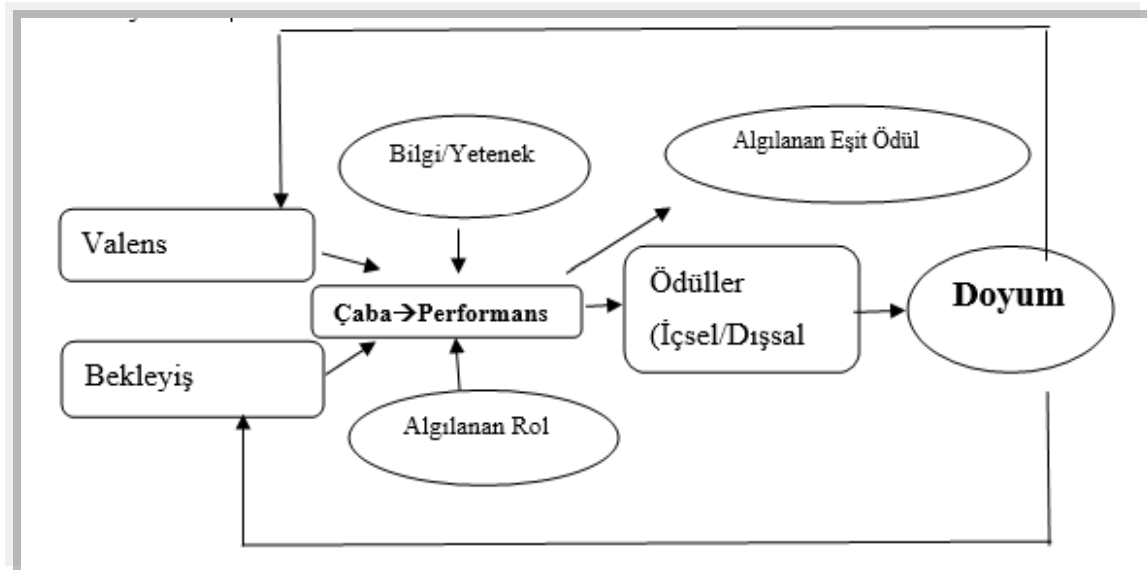 Bilgi/Yetenek
Algılanan Eşit Ödül
Valens
Ödüller
(İçsel/Dışsal
Doyum
Çaba→Performans
Bekleyiş
Algılanan Rol